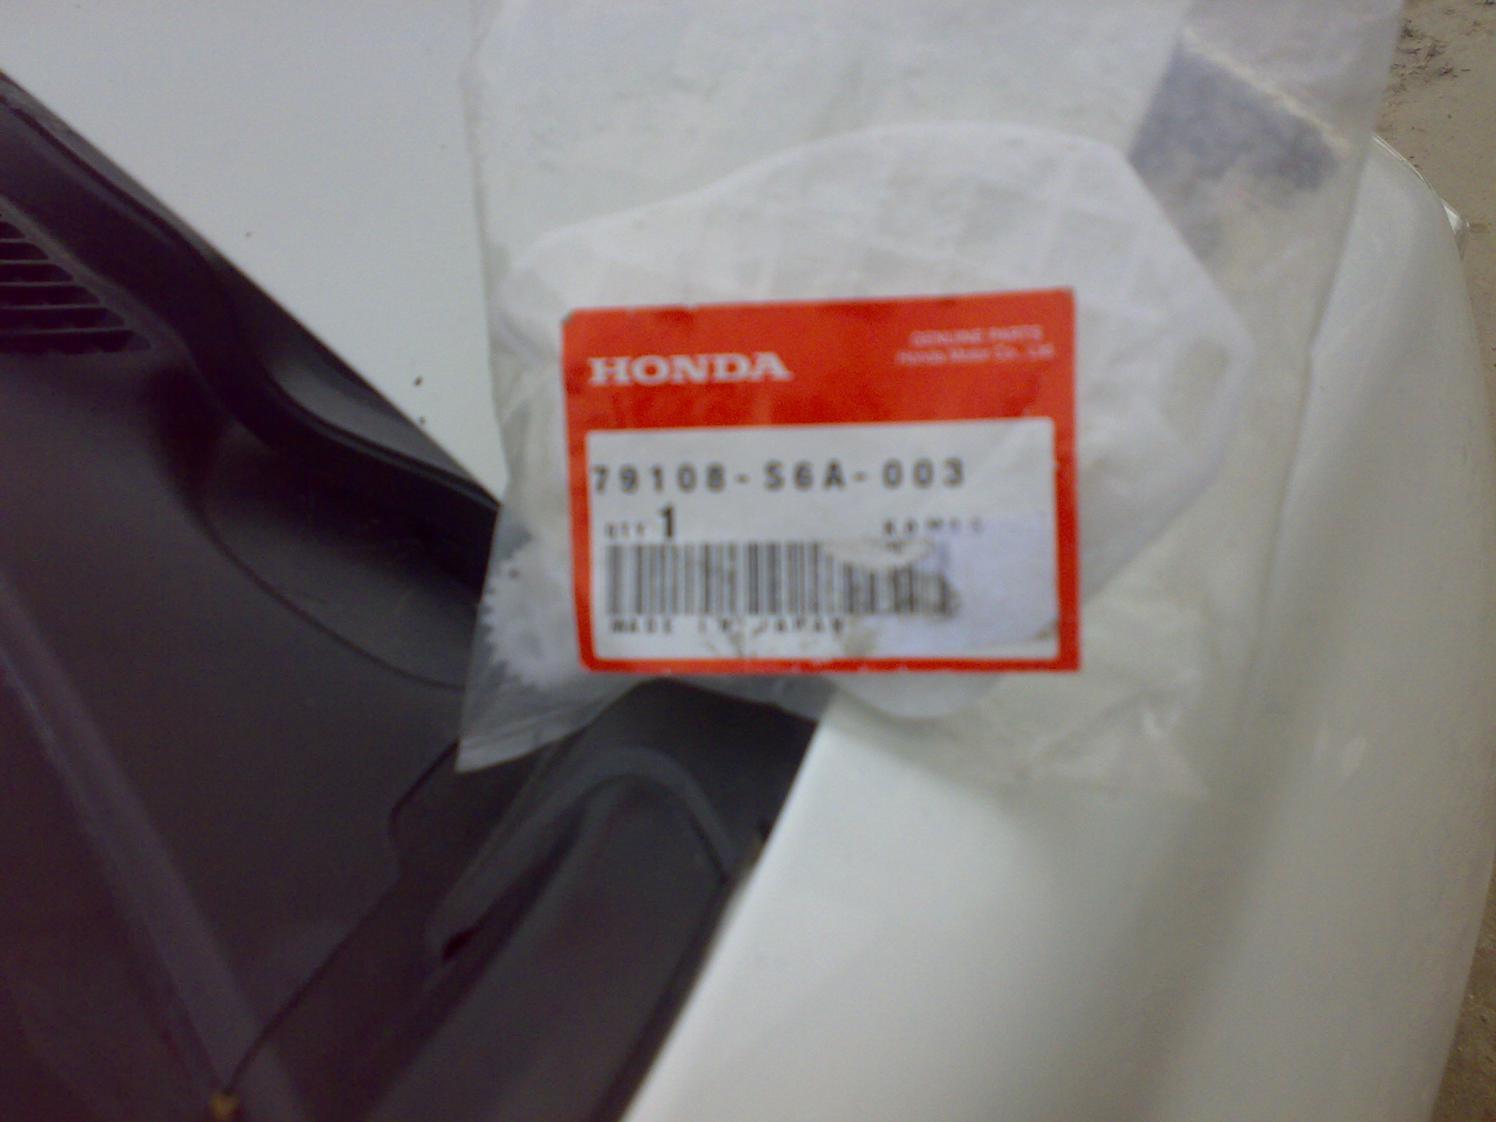 HONDA
GENUINE PARTS
Honda Motor Co., Ltd.
79108-S6A-003
QTY 1
MADE IN JAPAN